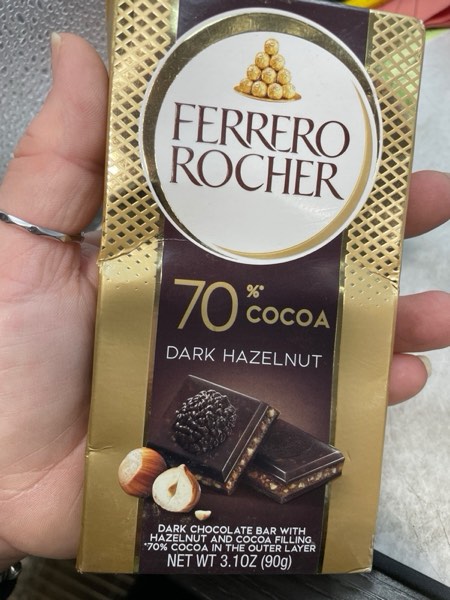 FERRERO
ROCHER
70%* COCOA
DARK HAZELNUT
DARK CHOCOLATE BAR WITH
HAZELNUT AND COCOA FILLING
*70% COCOA IN THE OUTER LAYER
NET WT 3.1OZ (90g)